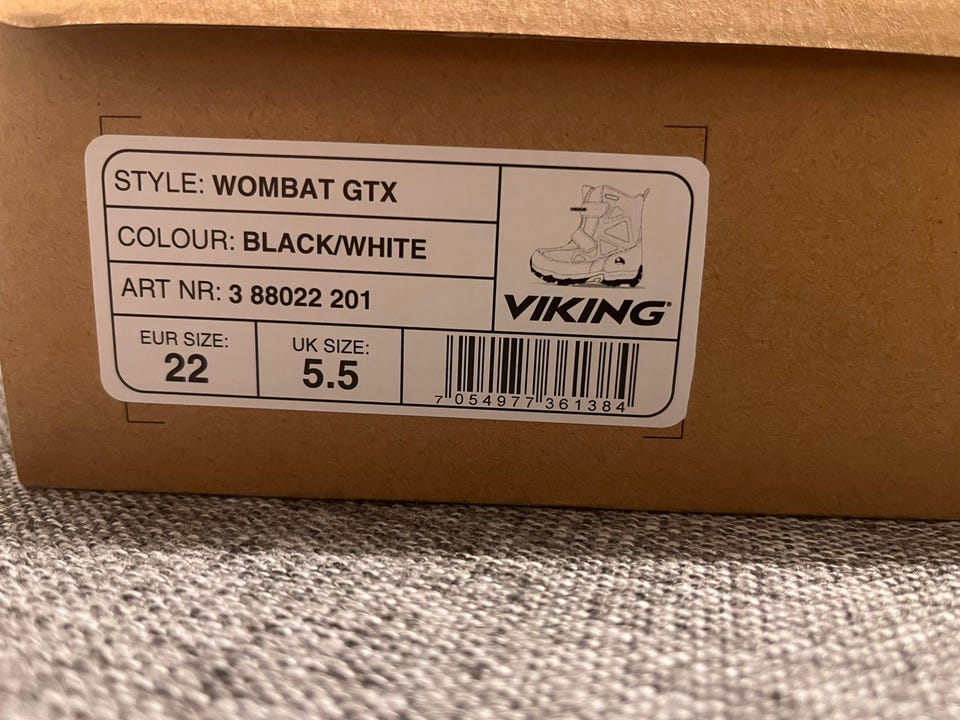 STYLE: WOMBAT GTX
COLOUR: BLACK/WHITE
ART NR: 3 88022 201
VIKING
EUR SIZE:
22
UK SIZE:
5.5
7 054977 361384